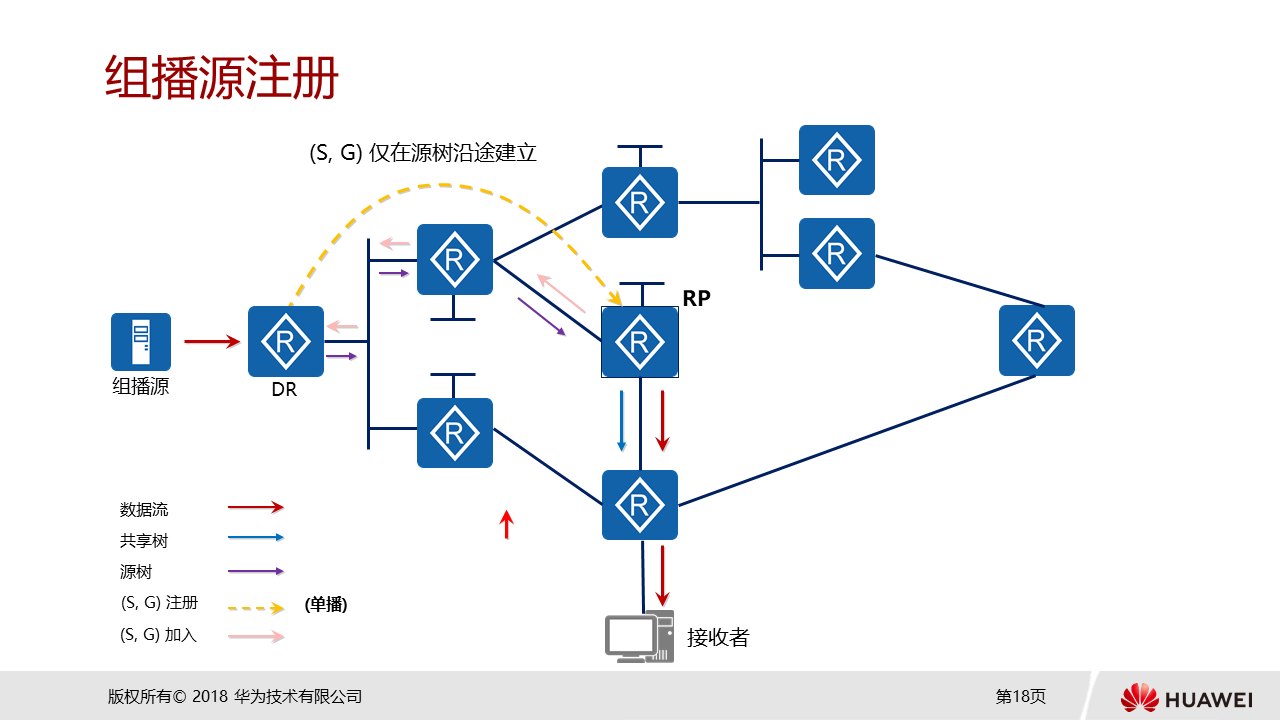 组播源注册
(S, G) 仅在源树沿途建立
R
R
R
R
RP
R
R
R
组播源
DR
R
R
数据流
共享树
源树
(S, G) 注册
(单播)
(S, G) 加入
接收者
版权所有© 2018 华为技术有限公司
第18页
HUAWEI